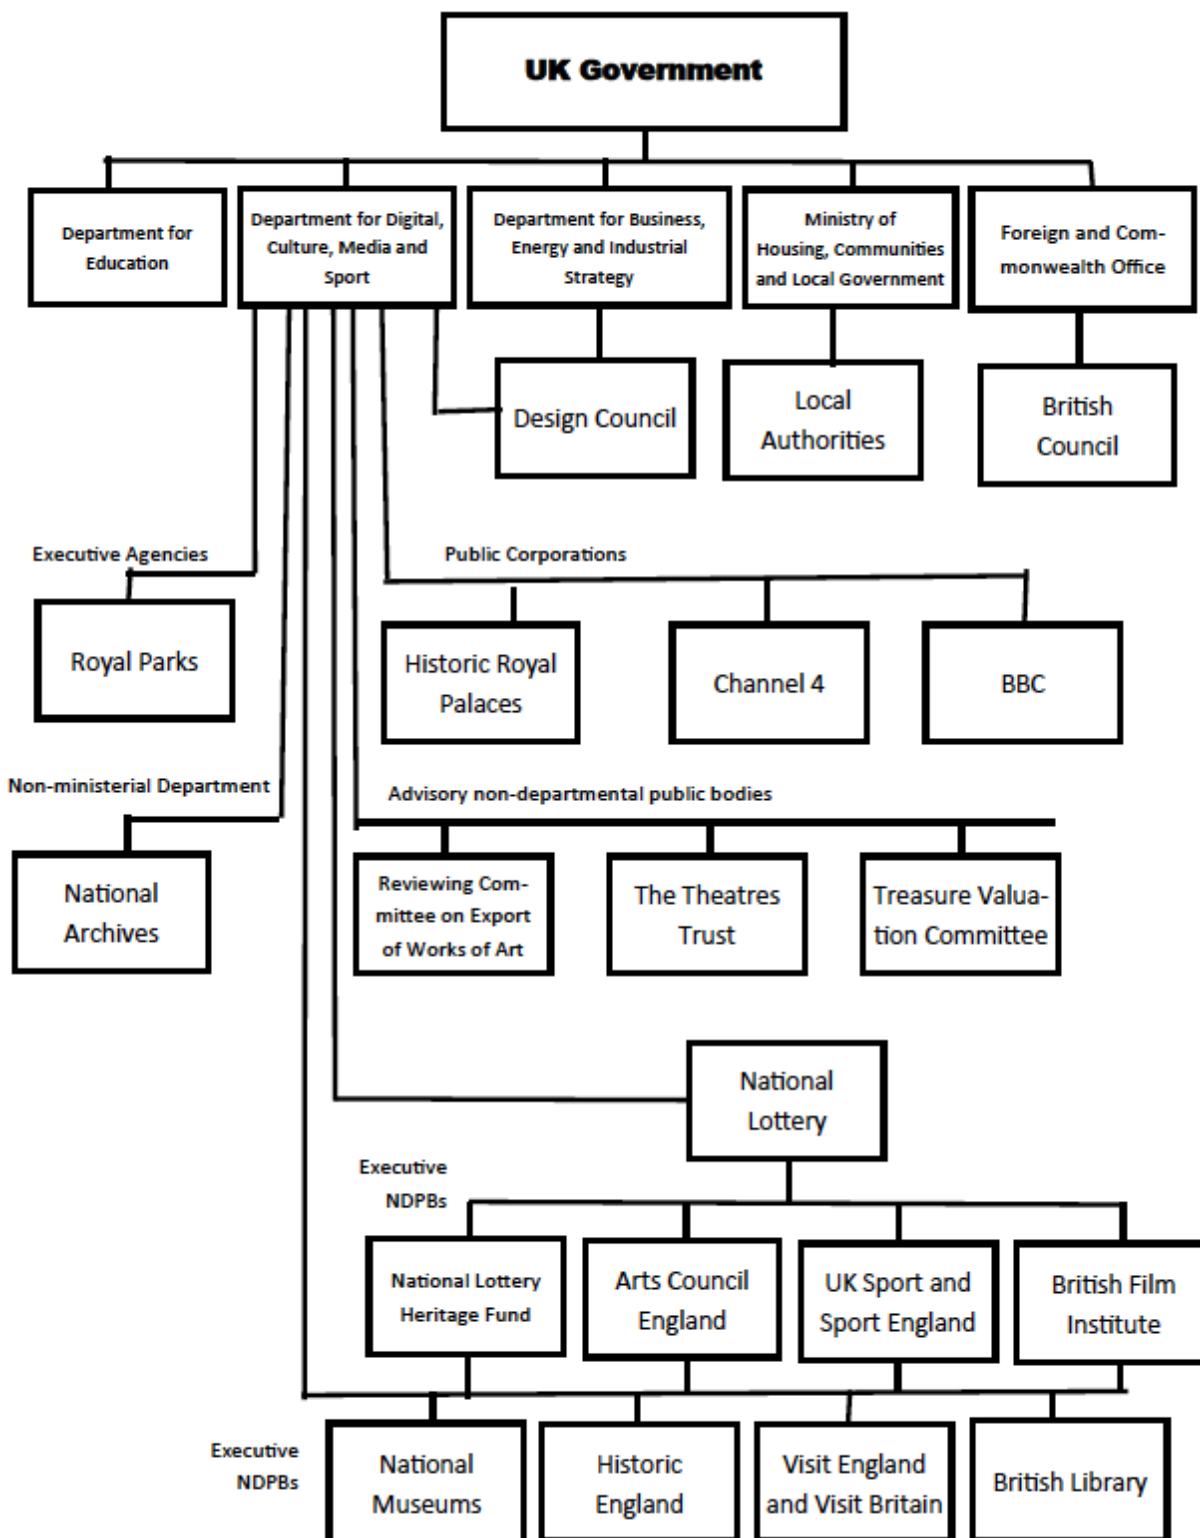 UK Government
Department for
Education
Department for Digital,
Culture, Media and
Sport
Department for Business,
Energy and Industrial
Strategy
Ministry of
Housing, Communities
and Local Government
Foreign and Com-
monwealth Office
Design Council
Local
Authorities
British
Council
Executive Agencies
Public Corporations
Royal Parks
Historic Royal
Palaces
Channel 4
BBC
Non-ministerial Department
Advisory non-departmental public bodies
National
Archives
Reviewing Com-
mittee on Export
of Works of Art
The Theatres
Trust
Treasure Valua-
tion Committee
National
Lottery
Executive
NDPBs
National Lottery
Heritage Fund
Arts Council
England
UK Sport and
Sport England
British Film
Institute
Executive
NDPBs
National
Museums
Historic
England
Visit England
and Visit Britain
British Library